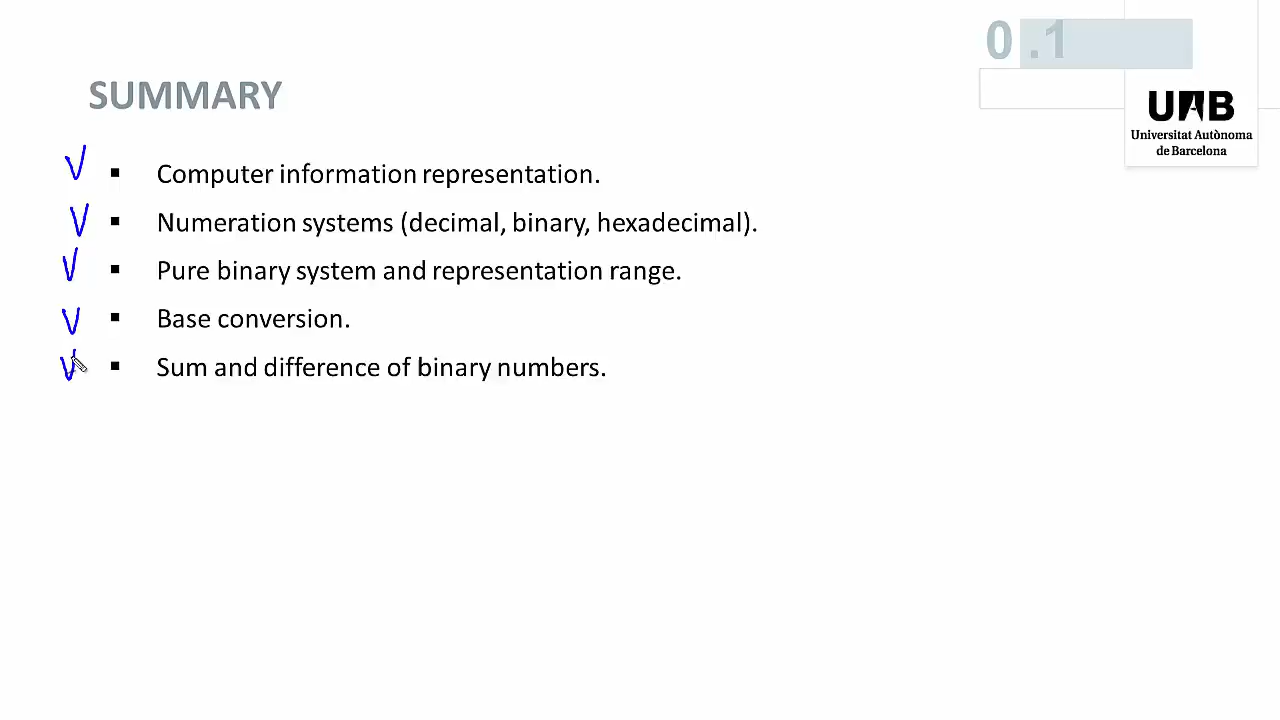 0.1
SUMMARY
UAB
Universitat Autònoma
de Barcelona
▪ Computer information representation.
▪ Numeration systems (decimal, binary, hexadecimal).
▪ Pure binary system and representation range.
▪ Base conversion.
▪ Sum and difference of binary numbers.